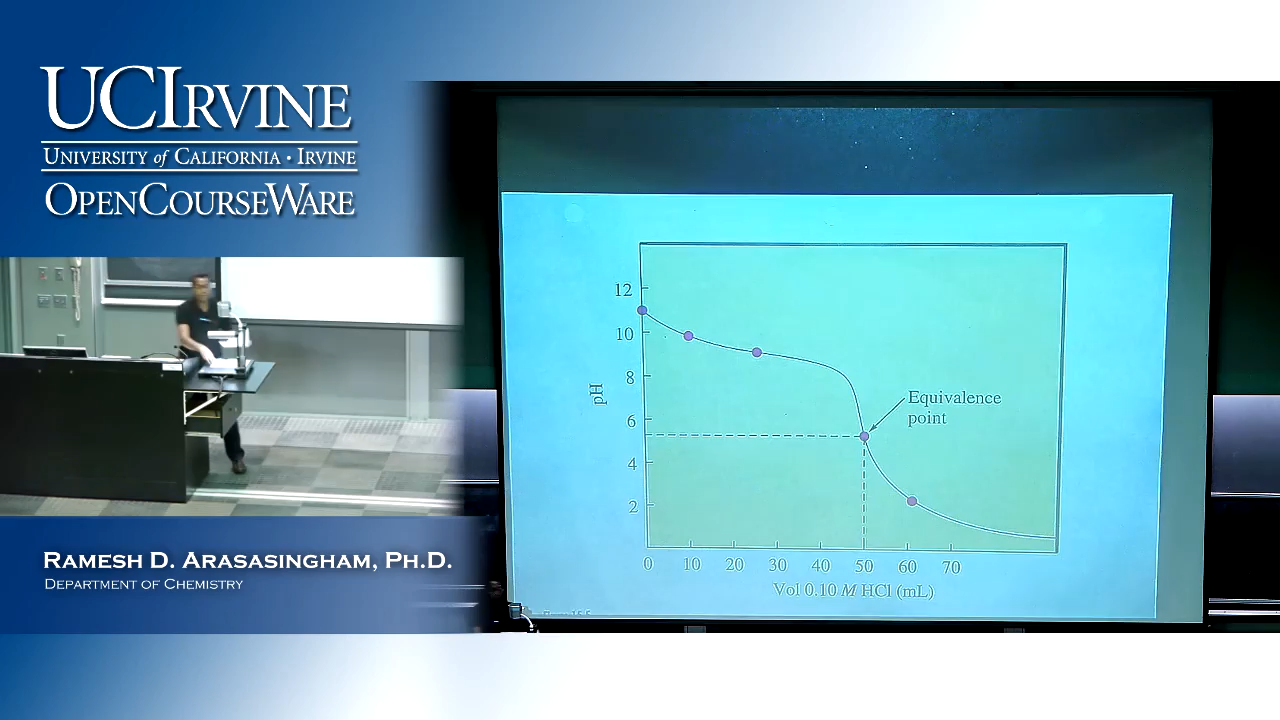 UCIRVINE
UNIVERSITY of CALIFORNIA · IRVINE
OPENCOURSEWARE
RAMESH D. ARASASINGHAM, PH.D.
DEPARTMENT OF CHEMISTRY
12
10
8
6
4
2
pH
Equivalence
point
0 10 20 30 40 50 60 70
Vol 0.10 M HCl (mL)